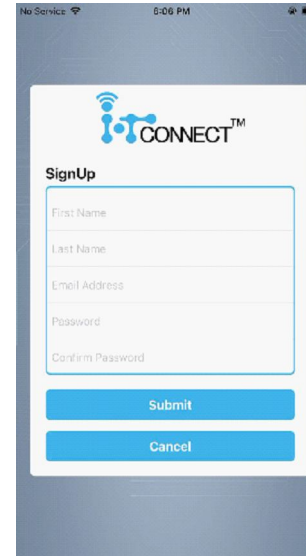 No Service 6:06 PM
IoTCONNECT™
SignUp
First Name
Last Name
Email Address
Password
Confirm Password
Submit
Cancel